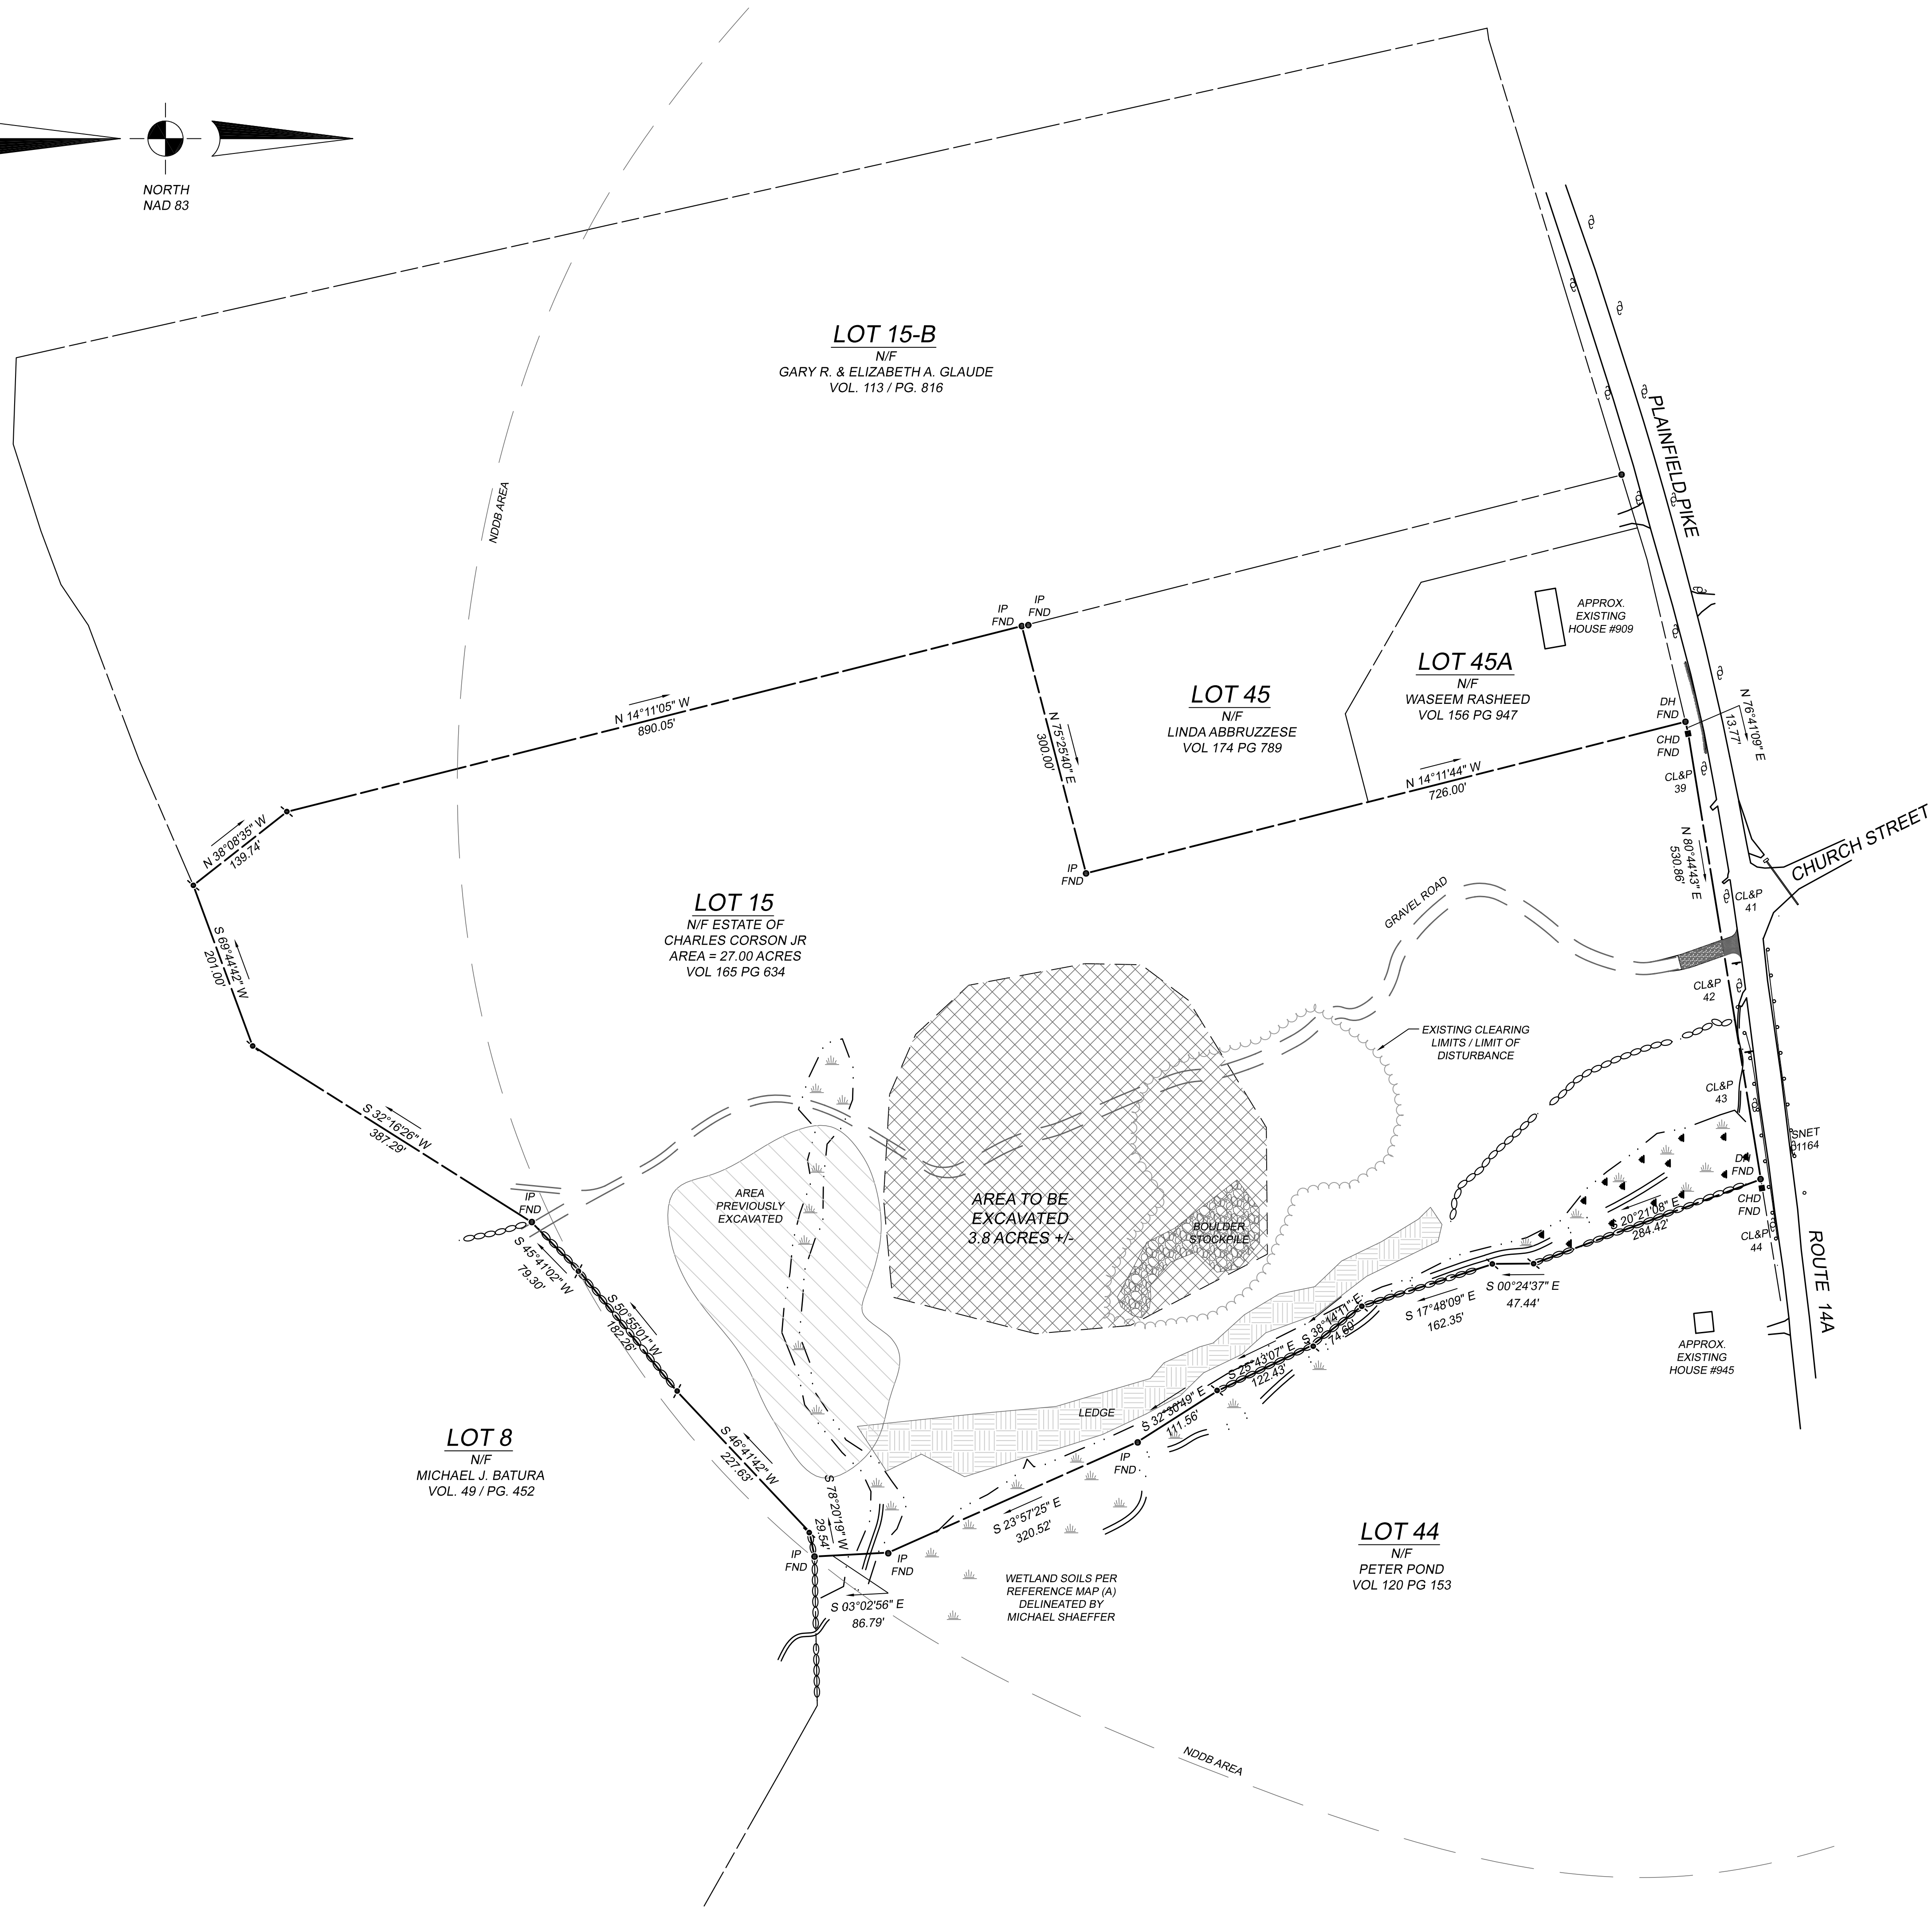 NORTH
NAD 83
LOT 15-B
N/F
GARY R. & ELIZABETH A. GLAUDE
VOL. 113 / PG. 816
PLAINFIELD PIKE
NDDB AREA
IP
FND
IP
FND
APPROX.
EXISTING
HOUSE #909
LOT 45A
N/F
WASEEM RASHEED
VOL 156 PG 947
LOT 45
N/F
LINDA ABBRUZZESE
VOL 174 PG 789
N 14°11'05" W
890.05'
N 75°25'40" E
300.00'
DH
FND
CHD
FND
N 76°41'09" E
13.77'
CL&P
39
N 14°11'44" W
726.00'
N 38°08'35" W
139.74'
IP
FND
N 80°44'43" E
530.86'
CHURCH STREET
CL&P
41
LOT 15
N/F ESTATE OF
CHARLES CORSON JR
AREA = 27.00 ACRES
VOL 165 PG 634
GRAVEL ROAD
S 69°44'42" W
201.00'
CL&P
42
EXISTING CLEARING
LIMITS / LIMIT OF
DISTURBANCE
CL&P
43
S 32°16'26" W
387.29'
SNET
1164
DH
FND
CHD
FND
AREA
PREVIOUSLY
EXCAVATED
AREA TO BE
EXCAVATED
3.8 ACRES +/-
BOULDER
STOCKPILE
IP
FND
S 20°21'08" E
284.42'
CL&P
44
ROUTE 14A
S 45°41'02" W
79.30'
S 00°24'37" E
47.44'
S 17°48'09" E
162.35'
S 38°14'11" E
74.60'
S 50°55'01" W
182.26'
S 25°43'07" E
122.43'
APPROX.
EXISTING
HOUSE #945
LEDGE
S 32°30'49" E
111.56'
LOT 8
N/F
MICHAEL J. BATURA
VOL. 49 / PG. 452
S 46°41'42" W
227.63'
IP
FND
S 78°20'19" W
29.54'
S 23°57'25" E
320.52'
LOT 44
N/F
PETER POND
VOL 120 PG 153
IP
FND
IP
FND
WETLAND SOILS PER
REFERENCE MAP (A)
DELINEATED BY
MICHAEL SHAEFFER
S 03°02'56" E
86.79'
NDDB AREA